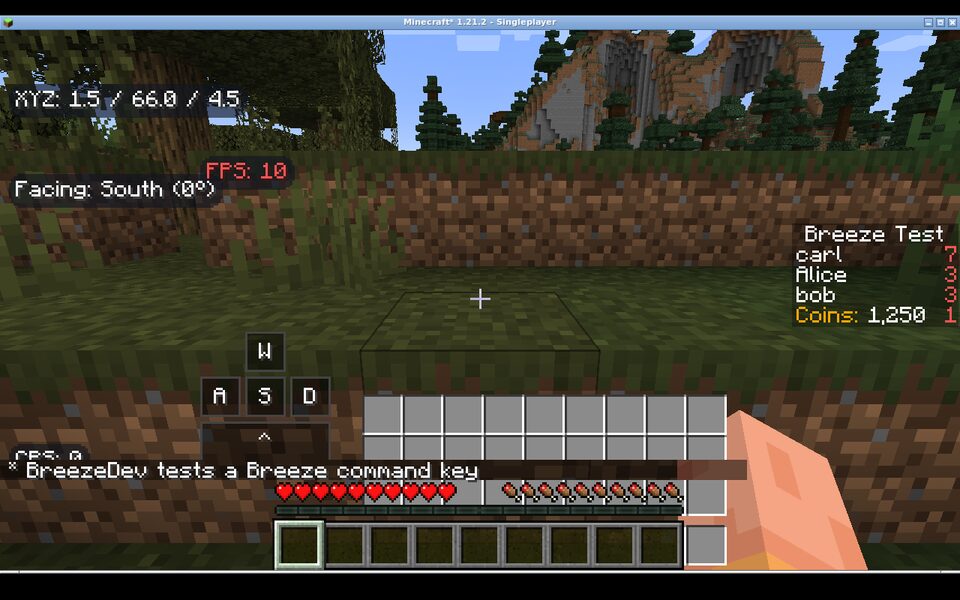 Minecraft* 1.21.2 - Singleplayer
XYZ: 1.5 / 66.0 / 4.5
FPS: 10
Facing: South (0°)
Breeze Test
carl 7
Alice 3
bob 3
Coins: 1,250 1
W
A S D
^
CPS: 0
* BreezeDev tests a Breeze command key